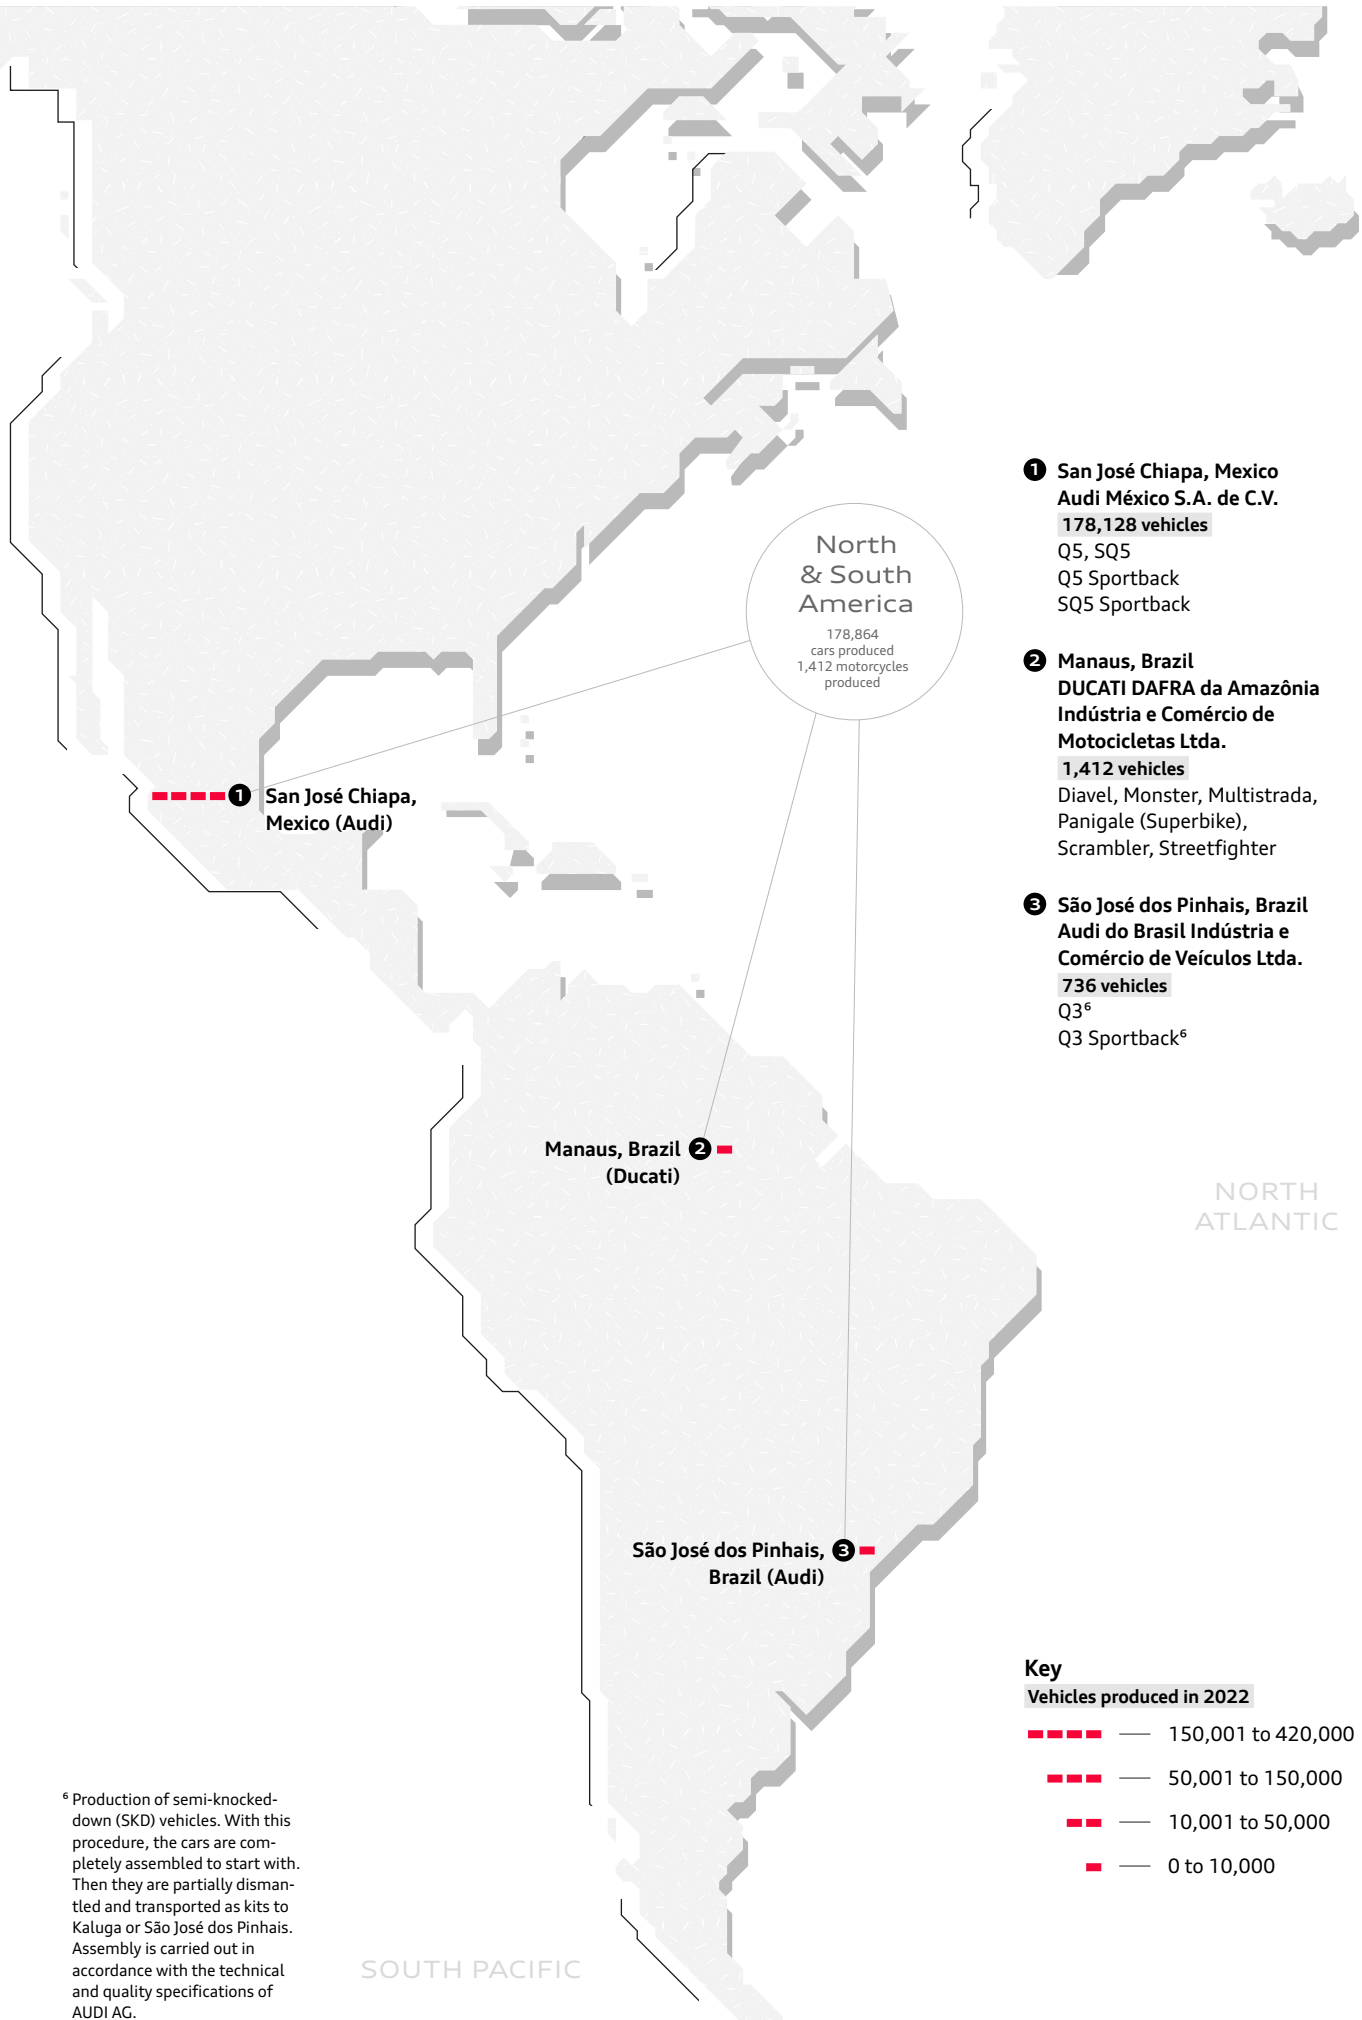 North
& South
America
178,864
cars produced
1,412 motorcycles
produced
❶ San José Chiapa, Mexico
Audi México S.A. de C.V.
178,128 vehicles
Q5, SQ5
Q5 Sportback
SQ5 Sportback
❷ Manaus, Brazil
DUCATI DAFRA da Amazônia
Indústria e Comércio de
Motocicletas Ltda.
1,412 vehicles
Diavel, Monster, Multistrada,
Panigale (Superbike),
Scrambler, Streetfighter
❸ São José dos Pinhais, Brazil
Audi do Brasil Indústria e
Comércio de Veículos Ltda.
736 vehicles
Q3⁶
Q3 Sportback⁶
❶ San José Chiapa,
Mexico (Audi)
Manaus, Brazil ❷
(Ducati)
NORTH
ATLANTIC
São José dos Pinhais, ❸
Brazil (Audi)
Key
Vehicles produced in 2022
150,001 to 420,000
50,001 to 150,000
10,001 to 50,000
0 to 10,000
⁶ Production of semi-knocked-
down (SKD) vehicles. With this
procedure, the cars are com-
pletely assembled to start with.
Then they are partially disman-
tled and transported as kits to
Kaluga or São José dos Pinhais.
Assembly is carried out in
accordance with the technical
and quality specifications of
AUDI AG.
SOUTH PACIFIC